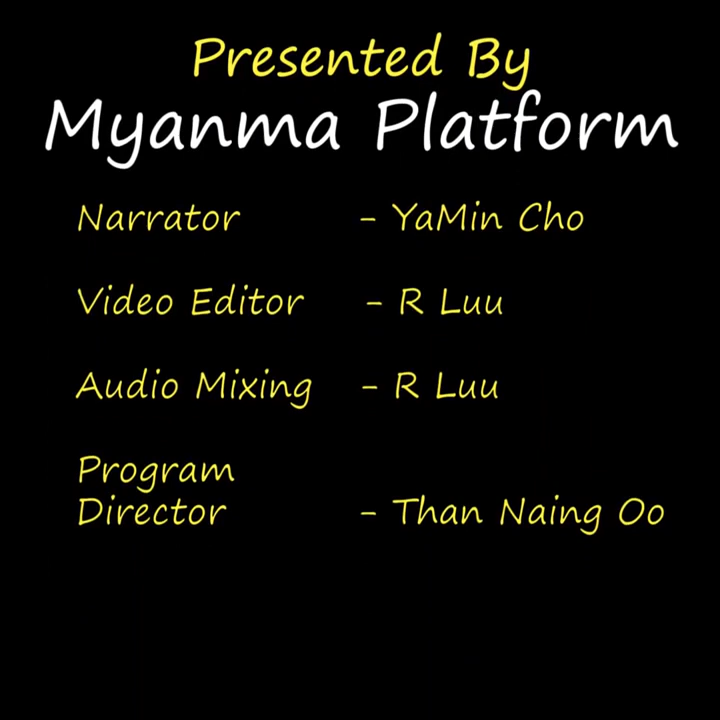 Presented By
Myanma Platform
Narrator - YaMin Cho
Video Editor - R Luu
Audio Mixing - R Luu
Program
Director - Than Naing Oo